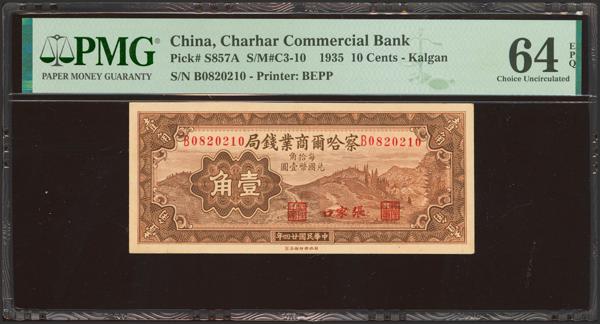 PMG
PAPER MONEY GUARANTY
China, Charhar Commercial Bank
Pick# S857A S/M#C3-10 1935 10 Cents - Kalgan
S/N B0820210 - Printer: BEPP
64 EPQ
Choice Uncirculated
B0820210 局錢業商爾哈察 B0820210
每拾角
兌國幣壹圓
角壹
口家張
年四廿國民華中